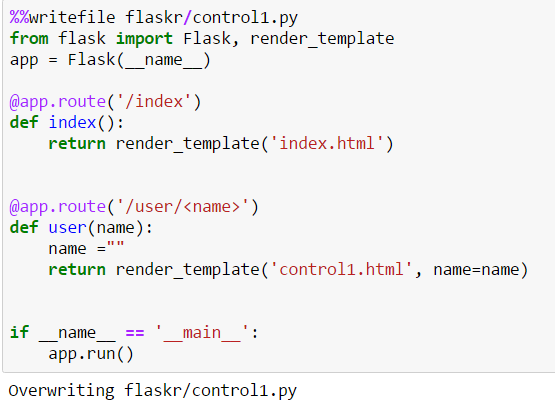 %%writefile flaskr/control1.py
from flask import Flask, render_template
app = Flask(__name__)
@app.route('/index')
def index():
    return render_template('index.html')
@app.route('/user/<name>')
def user(name):
    name =""
    return render_template('control1.html', name=name)
if __name__ == '__main__':
    app.run()
Overwriting flaskr/control1.py